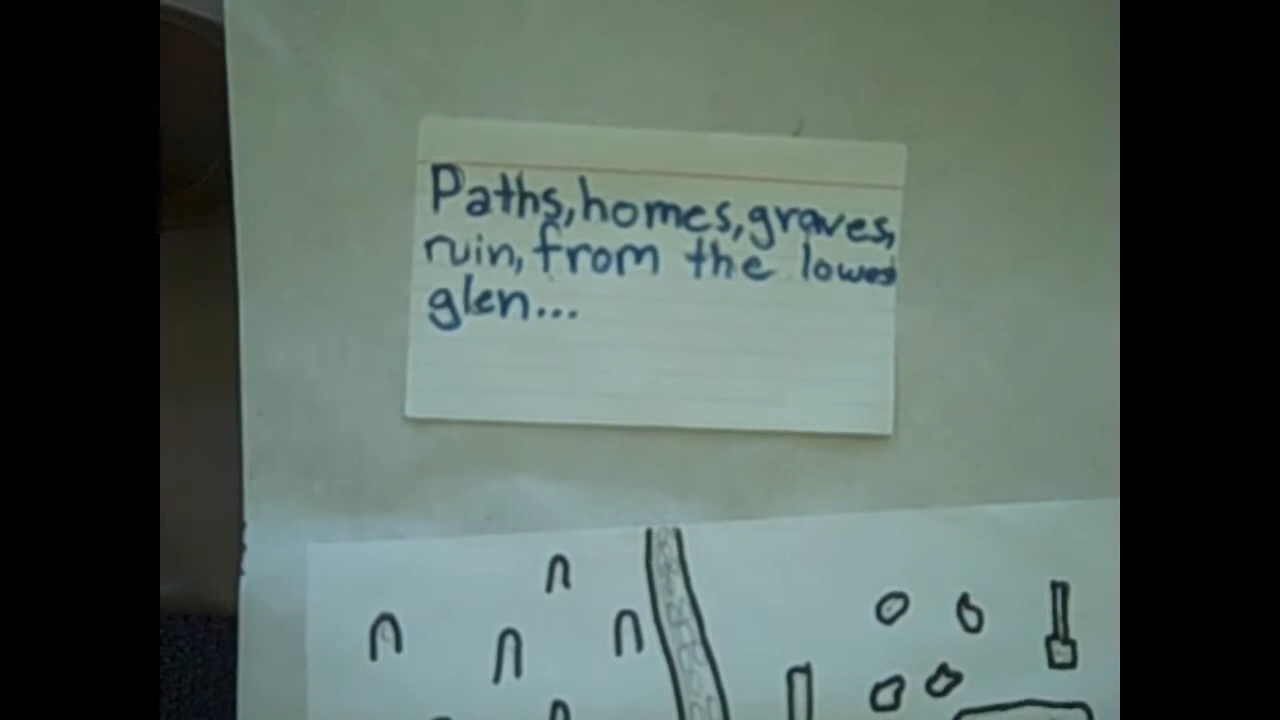 Paths, homes, graves,
ruin, from the lowest
glen...